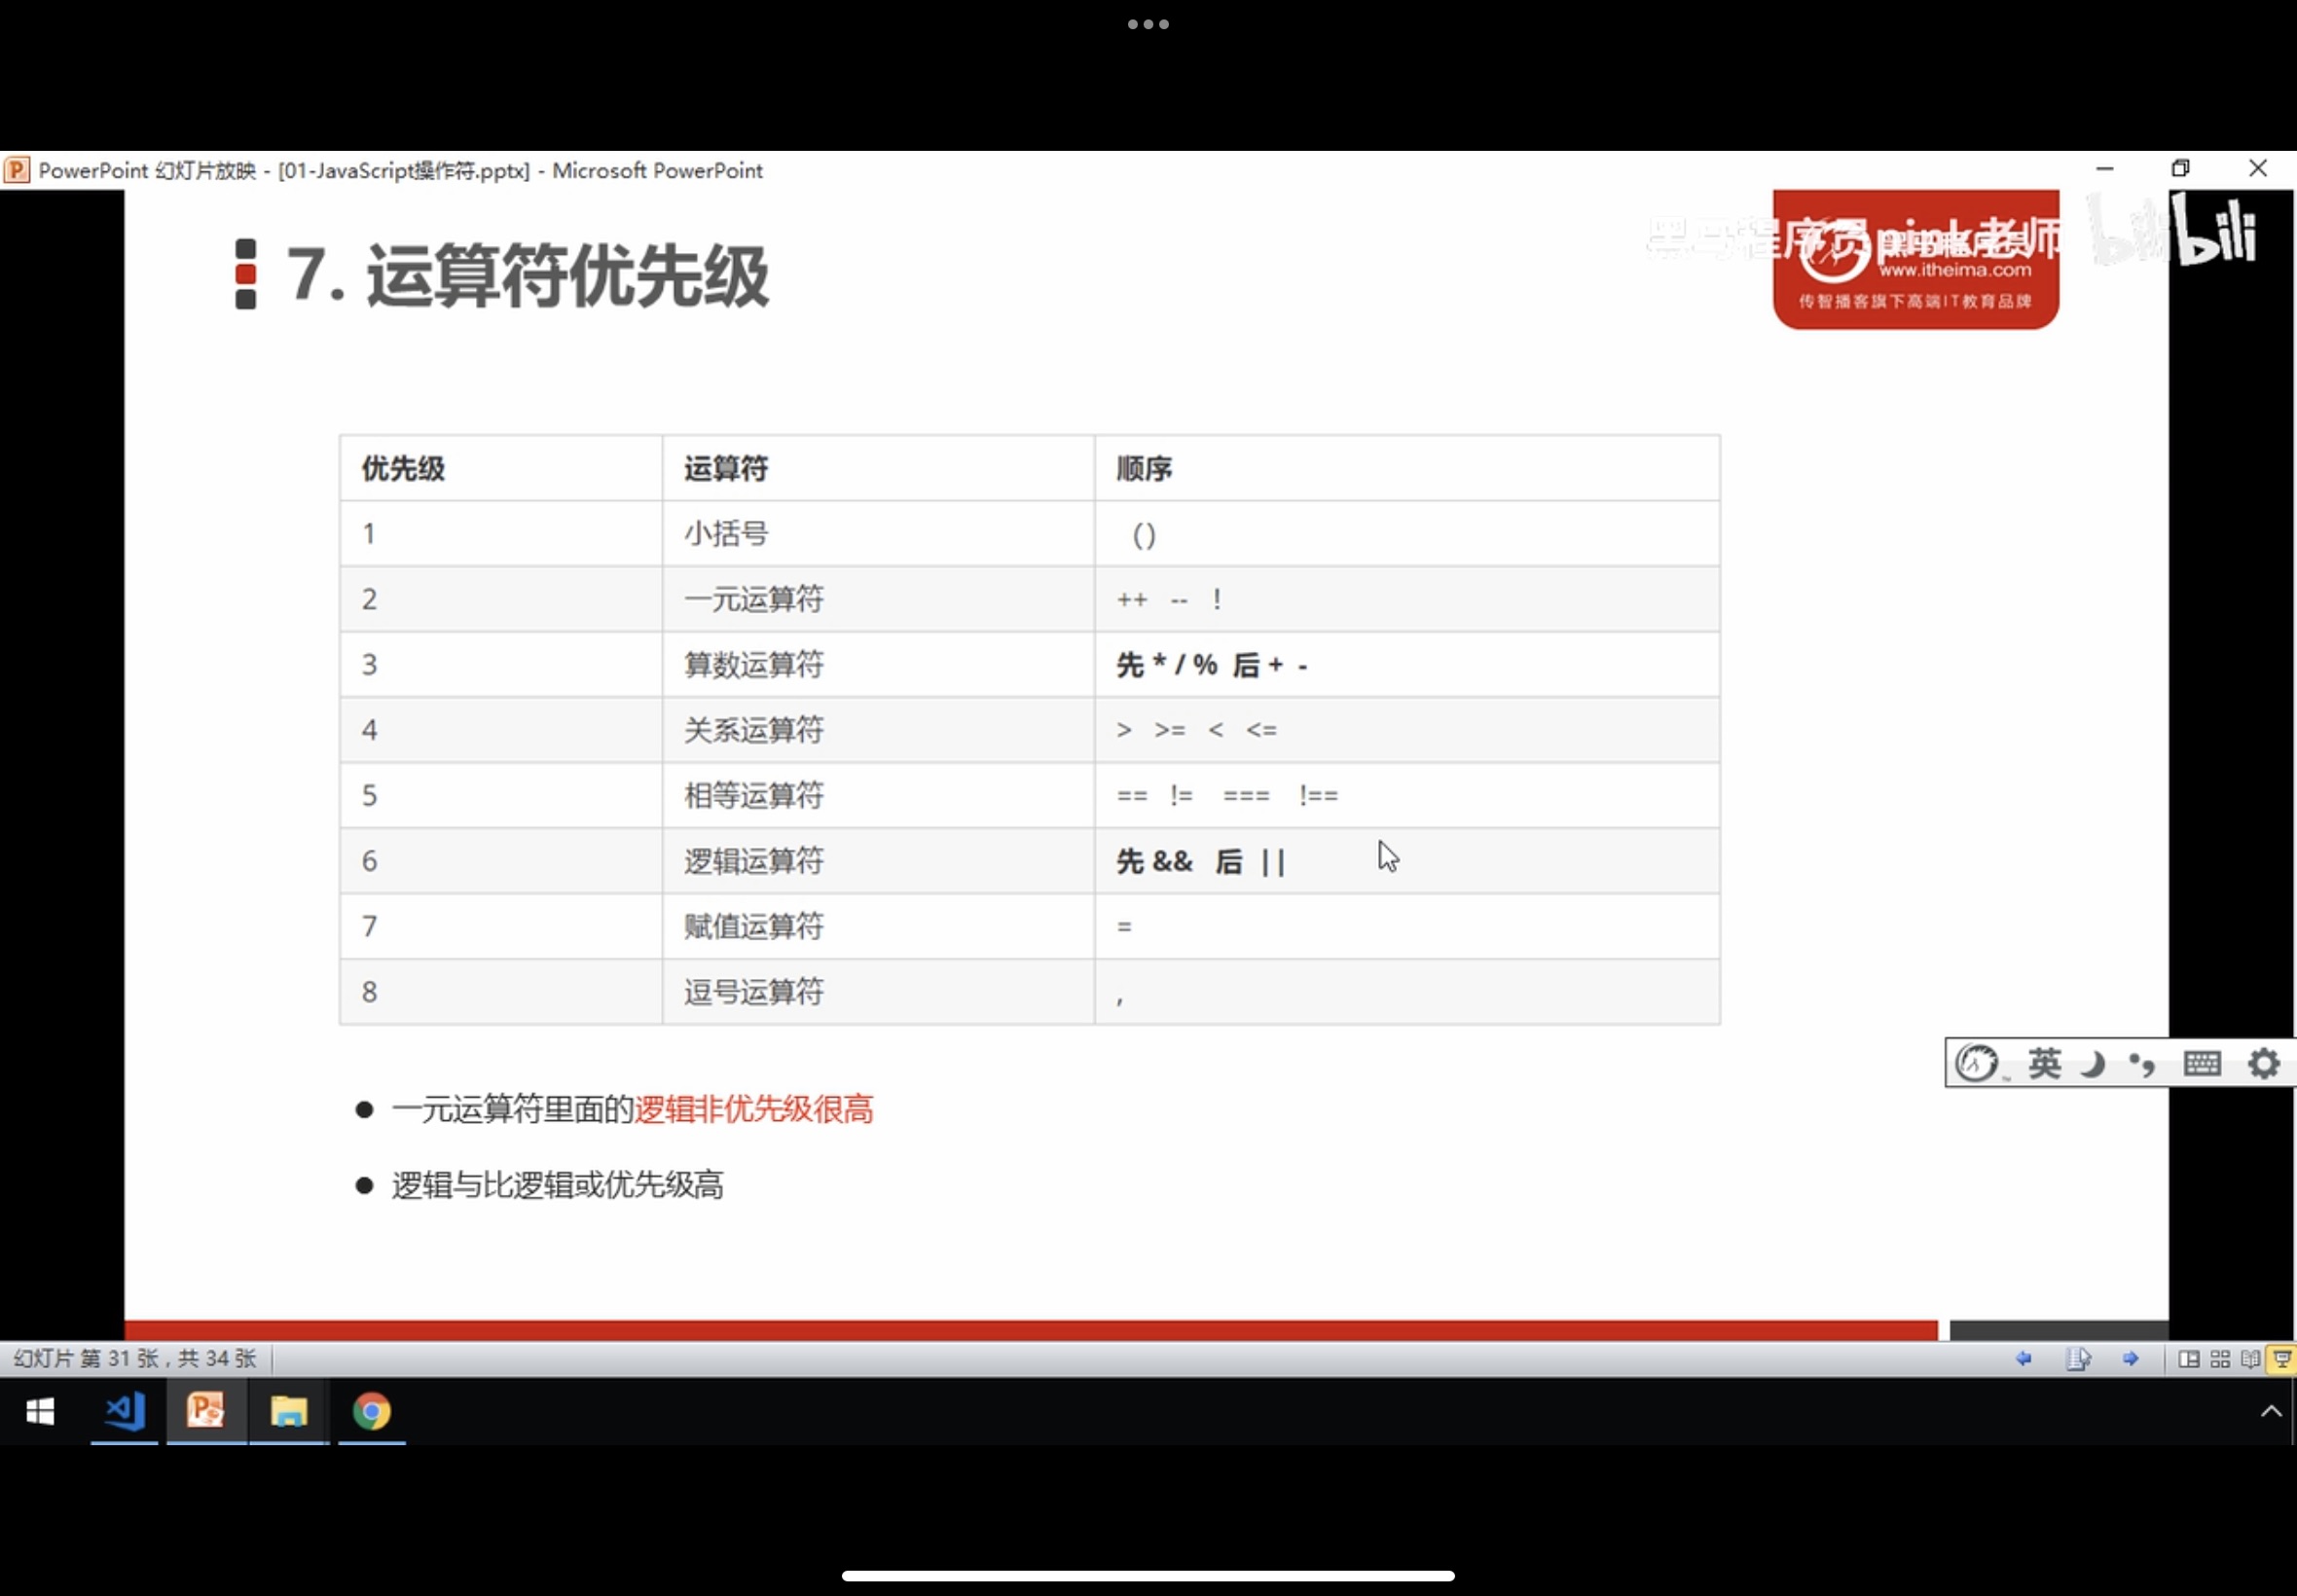 PowerPoint 幻灯片放映 - [01-JavaScript操作符.pptx] - Microsoft PowerPoint
7. 运算符优先级
黑马程序员pink老师
bilibili
www.itheima.com
传智播客旗下高端IT教育品牌
优先级 运算符 顺序
1 小括号 ()
2 一元运算符 ++ -- !
3 算数运算符 先 * / % 后 + -
4 关系运算符 > >= < <=
5 相等运算符 == != === !==
6 逻辑运算符 先 && 后 ||
7 赋值运算符 =
8 逗号运算符 ,
● 一元运算符里面的逻辑非优先级很高
● 逻辑与比逻辑或优先级高
英
幻灯片 第 31 张，共 34 张